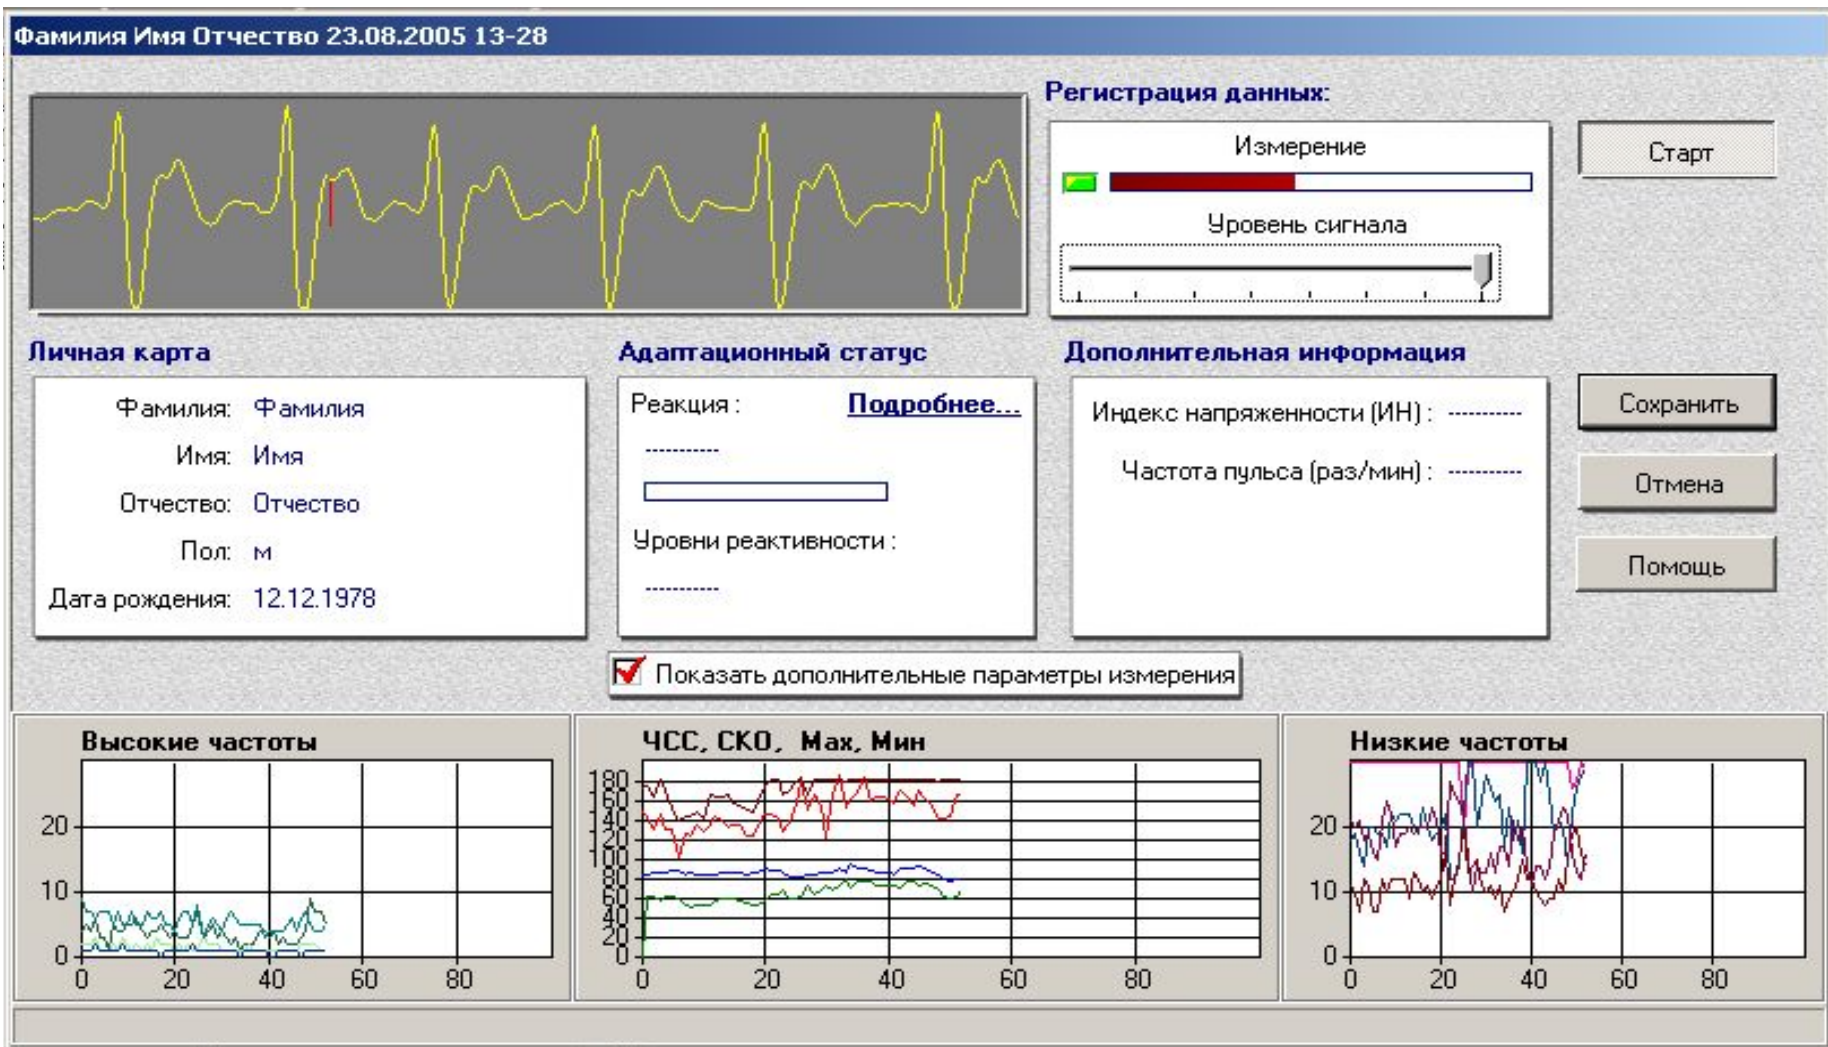 Фамилия Имя Отчество 23.08.2005 13-28
Регистрация данных:
Измерение
Старт
Уровень сигнала
Личная карта
Фамилия: Фамилия
Имя: Имя
Отчество: Отчество
Пол: м
Дата рождения: 12.12.1978
Адаптационный статус
Реакция : Подробнее...
----------
Уровни реактивности :
----------
Дополнительная информация
Индекс напряженности (ИН) : ----------
Частота пульса (раз/мин) : ----------
Сохранить
Отмена
Помощь
Показать дополнительные параметры измерения
Высокие частоты
20
10
0
0 20 40 60 80
ЧСС, СКО, Мах, Мин
180
160
140
120
100
80
60
40
20
0
0 20 40 60 80
Низкие частоты
20
10
0
0 20 40 60 80